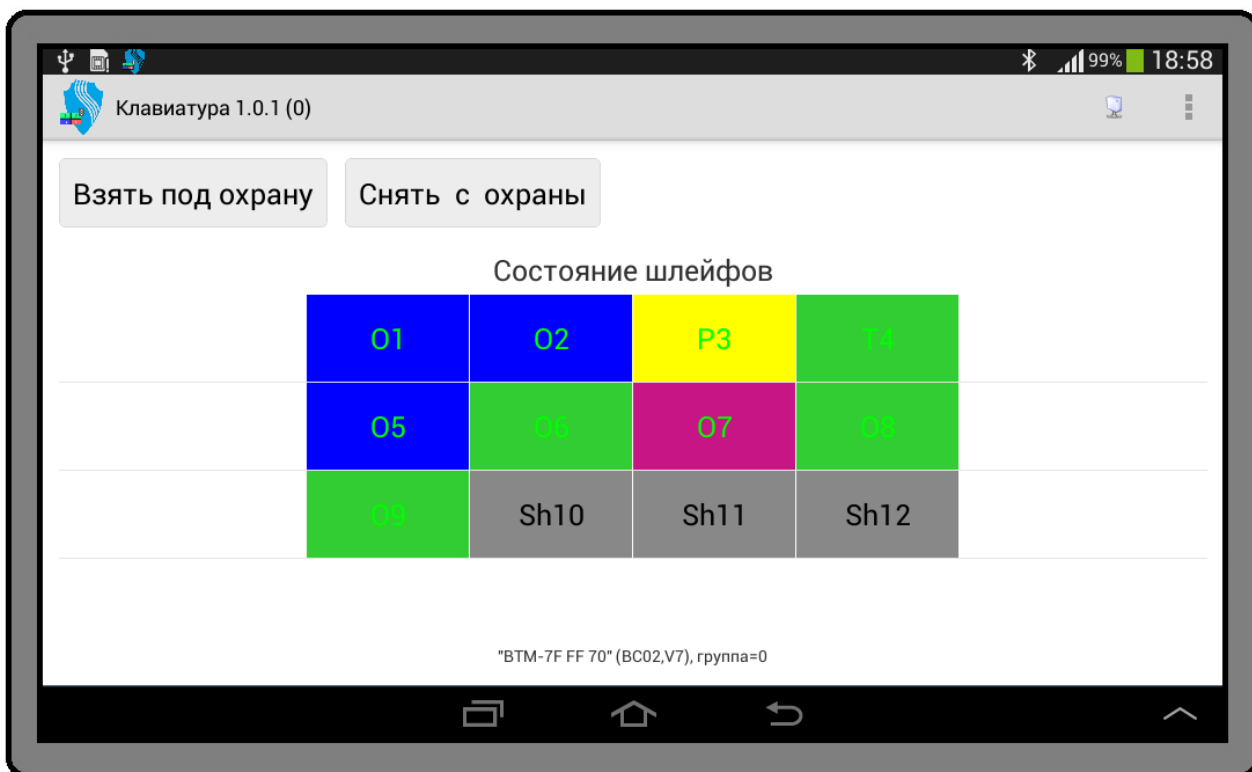 99% 18:58
Клавиатура 1.0.1 (0)
Взять под охрану Снять с охраны
Состояние шлейфов
O1 O2 P3 T4
O5 O6 O7 O8
O9 Sh10 Sh11 Sh12
"BTM-7F FF 70" (BC02,V7), группа=0